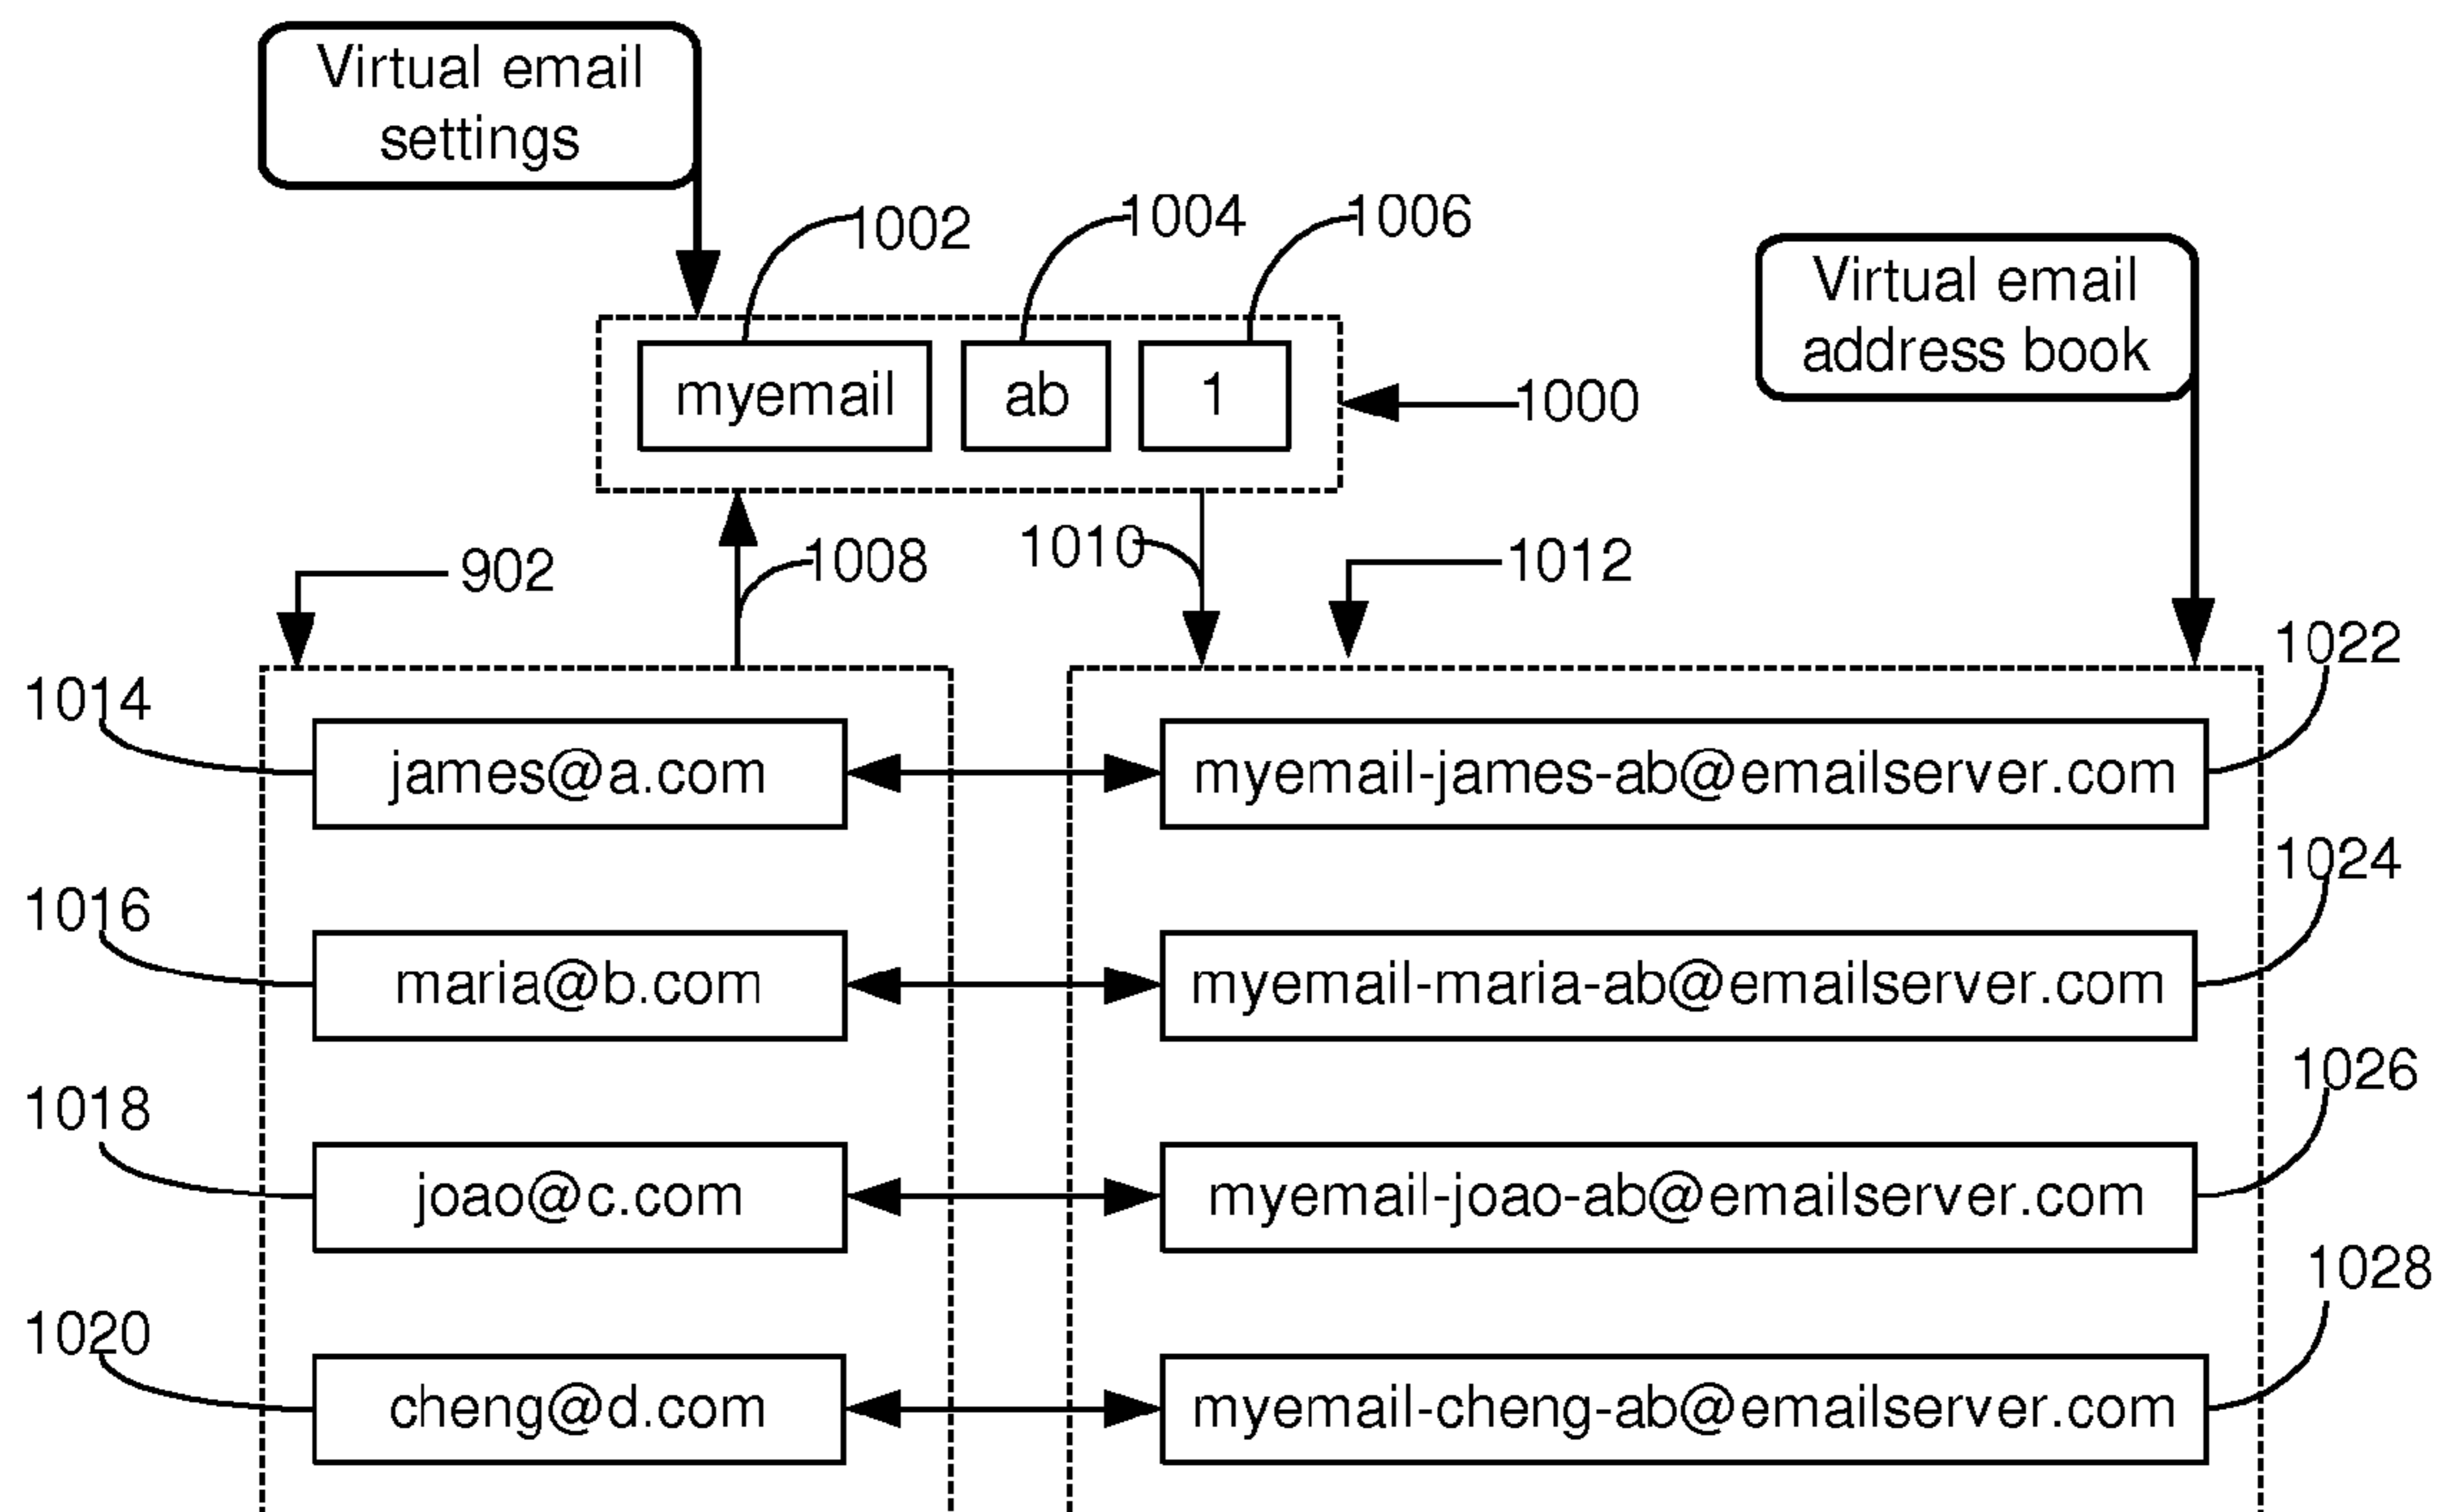 Virtual email
settings
1002
1004
1006
Virtual email
address book
myemail
ab
1
1000
902
1008
1010
1012
1014
james@a.com
myemail-james-ab@emailserver.com
1022
1016
maria@b.com
myemail-maria-ab@emailserver.com
1024
1018
joao@c.com
myemail-joao-ab@emailserver.com
1026
1020
cheng@d.com
myemail-cheng-ab@emailserver.com
1028